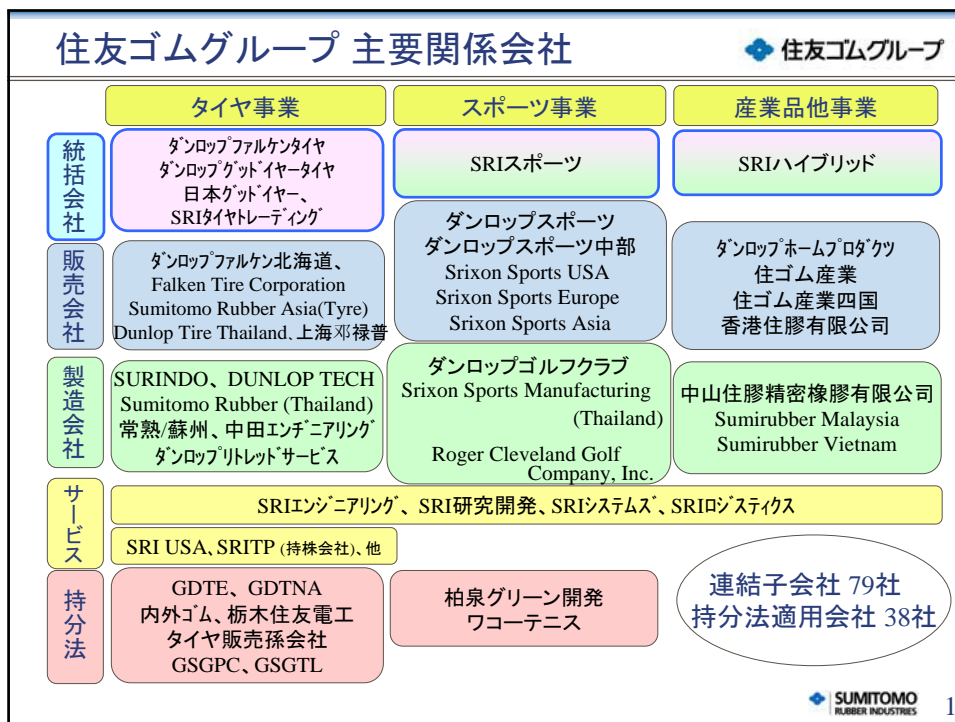 住友ゴムグループ 主要関係会社
住友ゴムグループ
タイヤ事業
スポーツ事業
産業品他事業
統括会社
ﾀﾞﾝﾛｯﾌﾟﾌｧﾙｹﾝﾀｲﾔ
ﾀﾞﾝﾛｯﾌﾟｸﾞｯﾄﾞｲﾔｰﾀｲﾔ
日本ｸﾞｯﾄﾞｲﾔｰ、
SRIﾀｲﾔﾄﾚｰﾃﾞｨﾝｸﾞ
SRIスポーツ
SRIハイブリッド
販売会社
ﾀﾞﾝﾛｯﾌﾟﾌｧﾙｹﾝ北海道、
Falken Tire Corporation
Sumitomo Rubber Asia(Tyre)
Dunlop Tire Thailand、上海邓禄普
ダンロップスポーツ
ダンロップスポーツ中部
Srixon Sports USA
Srixon Sports Europe
Srixon Sports Asia
ﾀﾞﾝﾛｯﾌﾟﾎｰﾑﾌﾟﾛﾀﾞｸﾂ
住ゴム産業
住ゴム産業四国
香港住膠有限公司
製造会社
SURINDO、DUNLOP TECH
Sumitomo Rubber (Thailand)
常熟/蘇州、中田ｴﾝﾁﾞﾆｱﾘﾝｸﾞ
ﾀﾞﾝﾛｯﾌﾟﾘﾄﾚｯﾄﾞｻｰﾋﾞｽ
ダンロップゴルフクラブ
Srixon Sports Manufacturing
(Thailand)
Roger Cleveland Golf
Company, Inc.
中山住膠精密橡膠有限公司
Sumirubber Malaysia
Sumirubber Vietnam
サービス
SRIｴﾝｼﾞﾆｱﾘﾝｸﾞ、SRI研究開発、SRIｼｽﾃﾑｽﾞ、SRIﾛｼﾞｽﾃｨｸｽ
SRI USA、SRITP (持株会社)、他
持分法
GDTE、GDTNA
内外ｺﾞﾑ、栃木住友電工
タイヤ販売孫会社
GSGPC、GSGTL
柏泉グリーン開発
ワコーテニス
連結子会社 79社
持分法適用会社 38社
SUMITOMO
RUBBER INDUSTRIES
1